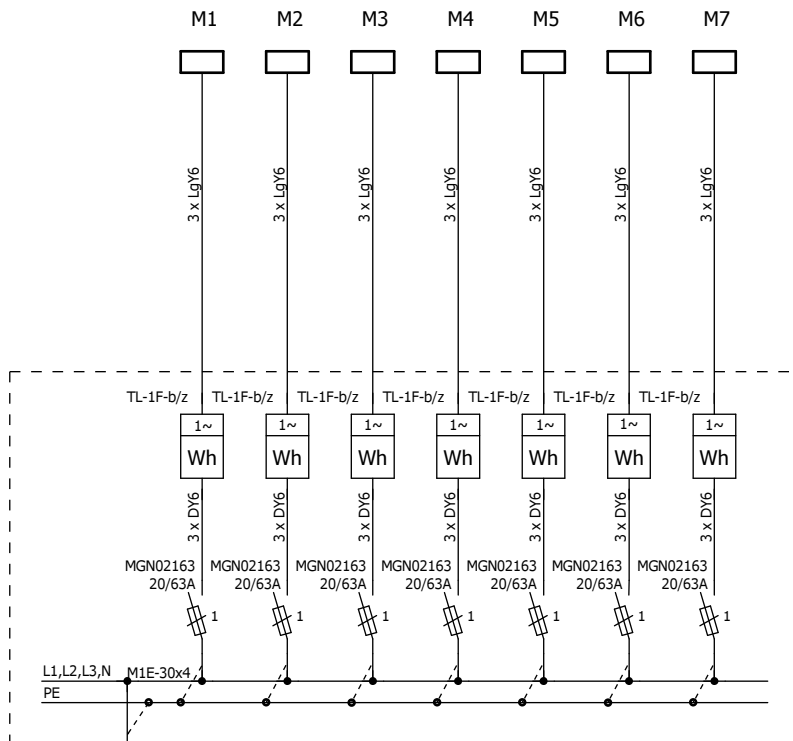 M1 M2 M3 M4 M5 M6 M7
3 x LgY6 3 x LgY6 3 x LgY6 3 x LgY6 3 x LgY6 3 x LgY6 3 x LgY6
TL-1F-b/z TL-1F-b/z TL-1F-b/z TL-1F-b/z TL-1F-b/z TL-1F-b/z TL-1F-b/z
1~ 1~ 1~ 1~ 1~ 1~ 1~
Wh Wh Wh Wh Wh Wh Wh
3 x DY6 3 x DY6 3 x DY6 3 x DY6 3 x DY6 3 x DY6 3 x DY6
MGN02163 MGN02163 MGN02163 MGN02163 MGN02163 MGN02163 MGN02163
20/63A 20/63A 20/63A 20/63A 20/63A 20/63A 20/63A
1 1 1 1 1 1 1
L1,L2,L3,N M1E-30x4
PE